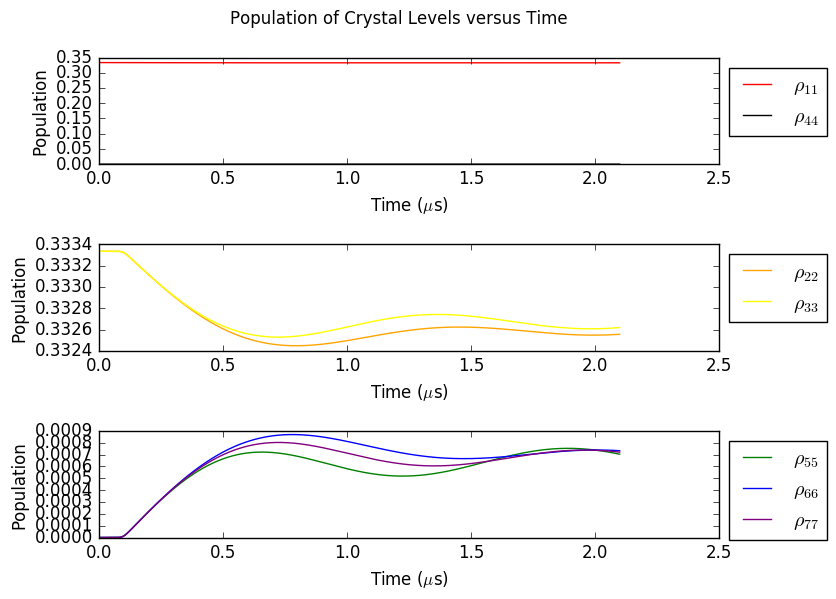 Population of Crystal Levels versus Time
Population
0.35
0.30
0.25
0.20
0.15
0.10
0.05
0.00
0.0 0.5 1.0 1.5 2.0 2.5
Time (μs)
ρ11
ρ44
Population
0.3334
0.3332
0.3330
0.3328
0.3326
0.3324
0.0 0.5 1.0 1.5 2.0 2.5
Time (μs)
ρ22
ρ33
Population
0.0009
0.0008
0.0007
0.0006
0.0005
0.0004
0.0003
0.0002
0.0001
0.0000
0.0 0.5 1.0 1.5 2.0 2.5
Time (μs)
ρ55
ρ66
ρ77